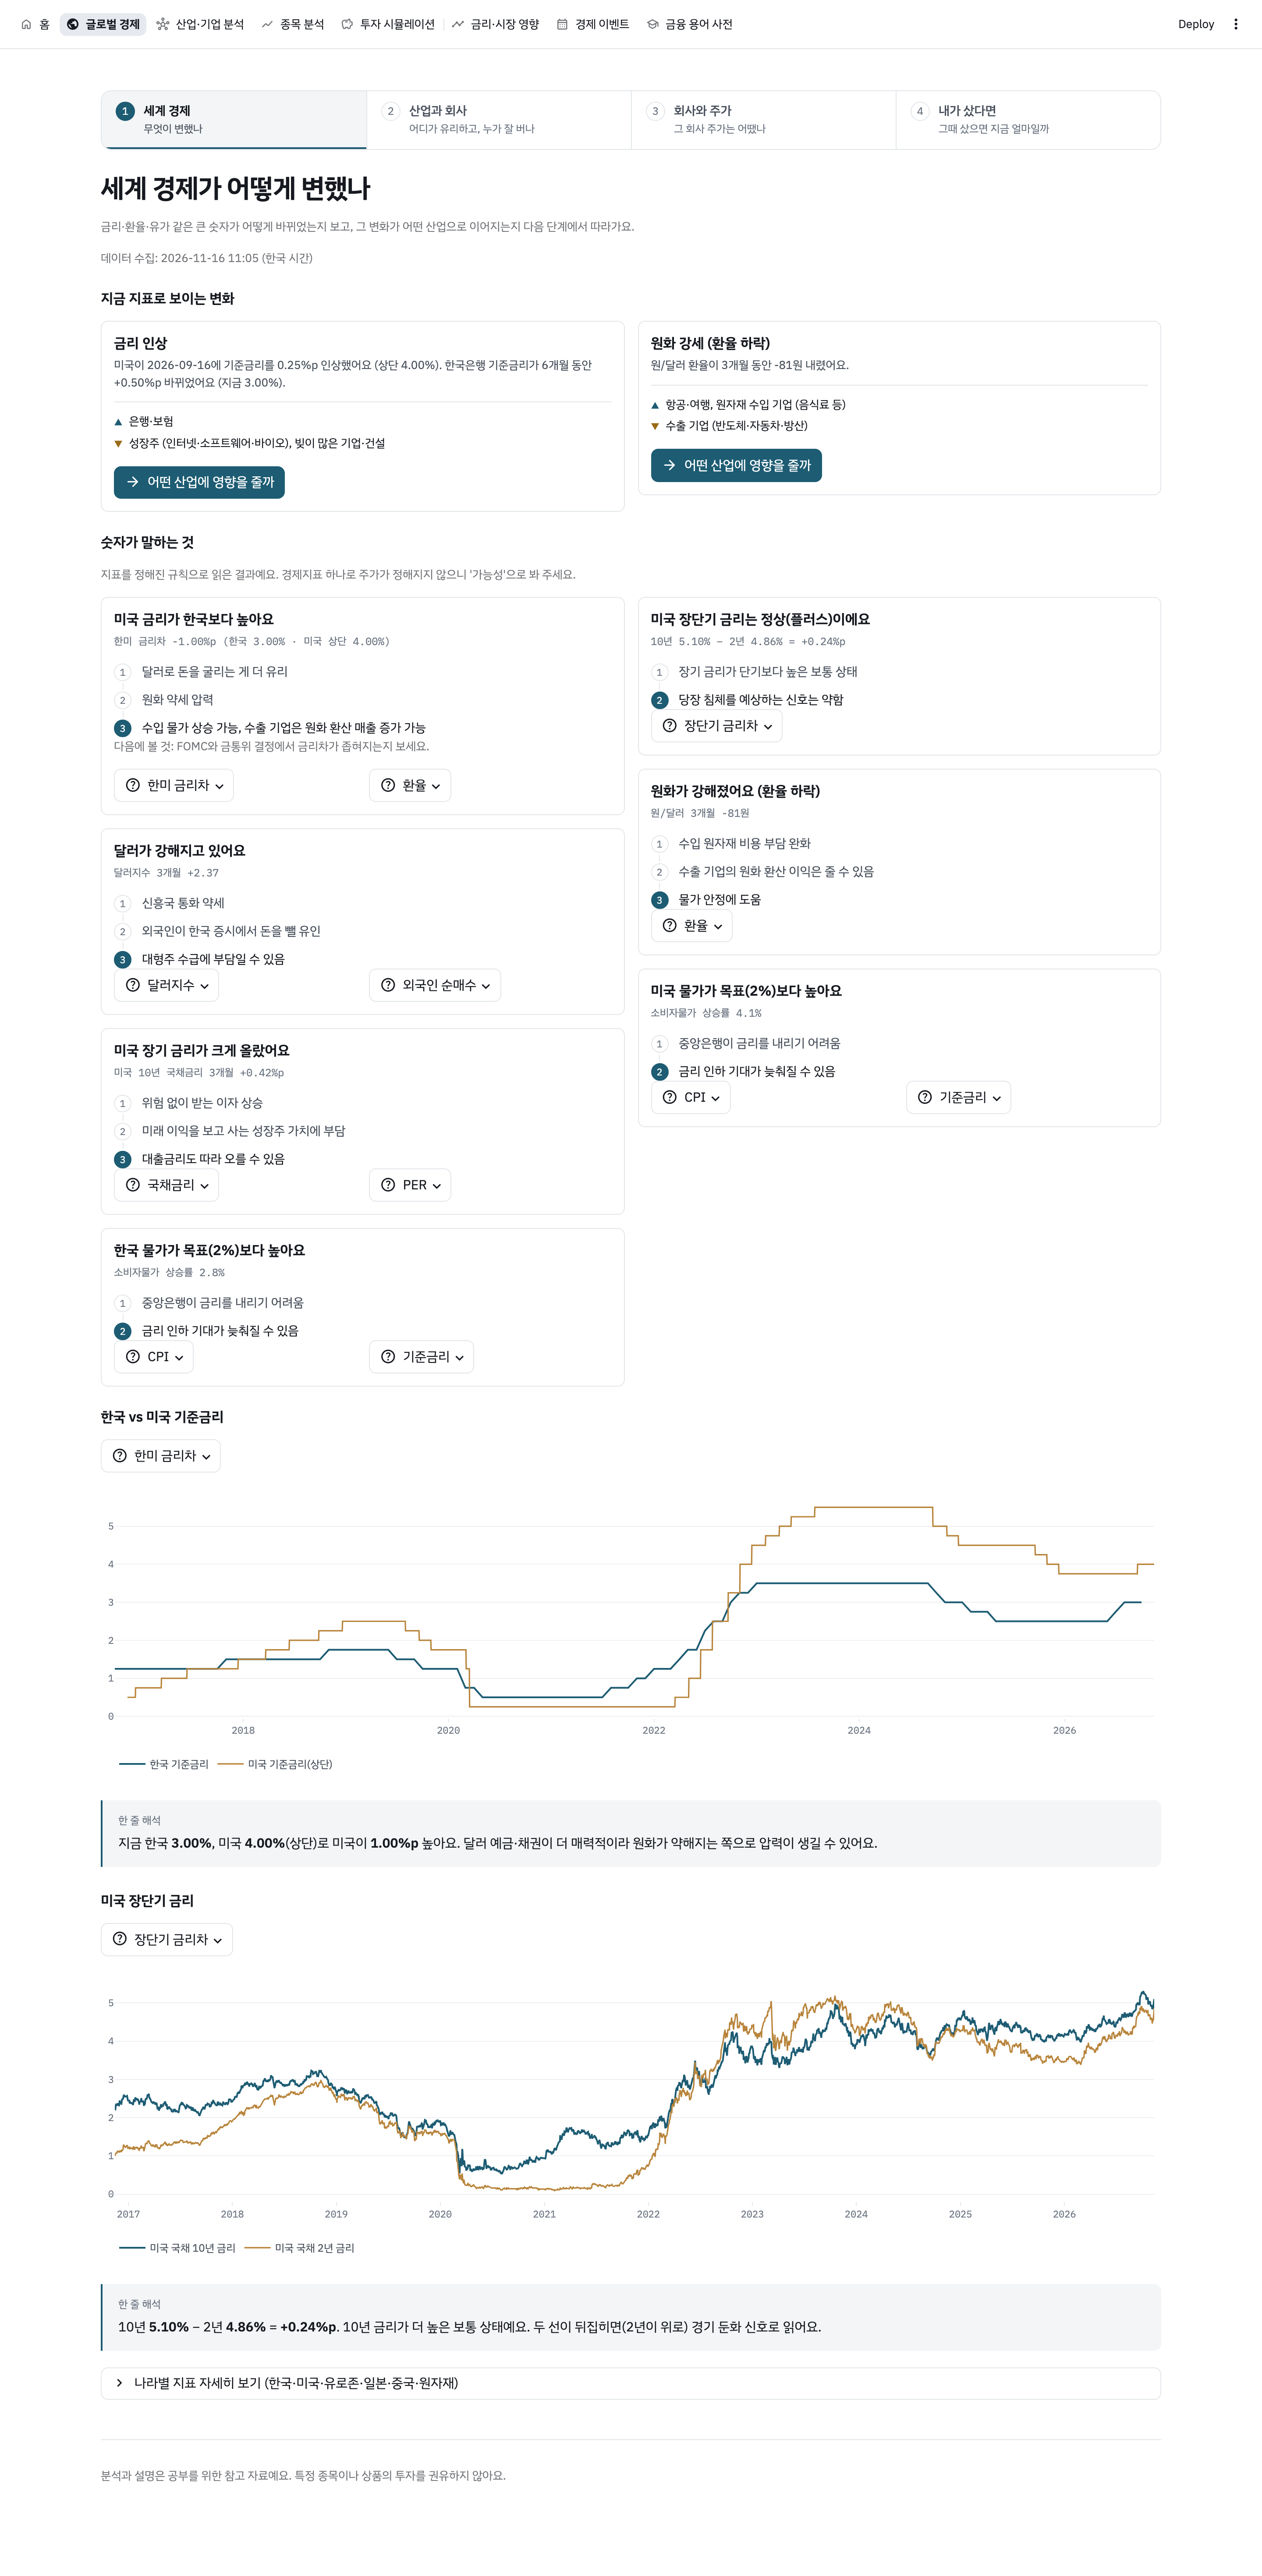 홈
글로벌 경제
산업·기업 분석
종목 분석
투자 시뮬레이션
금리·시장 영향
경제 이벤트
금융 용어 사전
Deploy
1
세계 경제
무엇이 변했나
2
산업과 회사
어디가 유리하고, 누가 잘 버나
3
회사와 주가
그 회사 주가는 어땠나
4
내가 샀다면
그때 샀으면 지금 얼마일까
세계 경제가 어떻게 변했나
금리·환율·유가 같은 큰 숫자가 어떻게 바뀌었는지 보고, 그 변화가 어떤 산업으로 이어지는지 다음 단계에서 따라가요.
데이터 수집: 2026-11-16 11:05 (한국 시간)
지금 지표로 보이는 변화
금리 인상
미국이 2026-09-16에 기준금리를 0.25%p 인상했어요 (상단 4.00%). 한국은행 기준금리가 6개월 동안
+0.50%p 바뀌었어요 (지금 3.00%).
▲ 은행·보험
▼ 성장주 (인터넷·소프트웨어·바이오), 빚이 많은 기업·건설
어떤 산업에 영향을 줄까
원화 강세 (환율 하락)
원/달러 환율이 3개월 동안 -81원 내렸어요.
▲ 항공·여행, 원자재 수입 기업 (음식료 등)
▼ 수출 기업 (반도체·자동차·방산)
어떤 산업에 영향을 줄까
숫자가 말하는 것
지표를 정해진 규칙으로 읽은 결과예요. 경제지표 하나로 주가가 정해지지 않으니 '가능성'으로 봐 주세요.
미국 금리가 한국보다 높아요
한미 금리차 -1.00%p (한국 3.00% · 미국 상단 4.00%)
1 달러로 돈을 굴리는 게 더 유리
2 원화 약세 압력
3 수입 물가 상승 가능, 수출 기업은 원화 환산 매출 증가 가능
다음에 볼 것: FOMC와 금통위 결정에서 금리차가 좁혀지는지 보세요.
한미 금리차
환율
미국 장단기 금리는 정상(플러스)이에요
10년 5.10% − 2년 4.86% = +0.24%p
1 장기 금리가 단기보다 높은 보통 상태
2 당장 침체를 예상하는 신호는 약함
장단기 금리차
달러가 강해지고 있어요
달러지수 3개월 +2.37
1 신흥국 통화 약세
2 외국인이 한국 증시에서 돈을 뺄 유인
3 대형주 수급에 부담일 수 있음
달러지수
외국인 순매수
원화가 강해졌어요 (환율 하락)
원/달러 3개월 -81원
1 수입 원자재 비용 부담 완화
2 수출 기업의 원화 환산 이익은 줄 수 있음
3 물가 안정에 도움
환율
미국 장기 금리가 크게 올랐어요
미국 10년 국채금리 3개월 +0.42%p
1 위험 없이 받는 이자 상승
2 미래 이익을 보고 사는 성장주 가치에 부담
3 대출금리도 따라 오를 수 있음
국채금리
PER
미국 물가가 목표(2%)보다 높아요
소비자물가 상승률 4.1%
1 중앙은행이 금리를 내리기 어려움
2 금리 인하 기대가 늦춰질 수 있음
CPI
기준금리
한국 물가가 목표(2%)보다 높아요
소비자물가 상승률 2.8%
1 중앙은행이 금리를 내리기 어려움
2 금리 인하 기대가 늦춰질 수 있음
CPI
기준금리
한국 vs 미국 기준금리
한미 금리차
5
4
3
2
1
0
2018 2020 2022 2024 2026
한국 기준금리 미국 기준금리(상단)
한 줄 해석
지금 한국 3.00%, 미국 4.00%(상단)로 미국이 1.00%p 높아요. 달러 예금·채권이 더 매력적이라 원화가 약해지는 쪽으로 압력이 생길 수 있어요.
미국 장단기 금리
장단기 금리차
5
4
3
2
1
0
2017 2018 2019 2020 2021 2022 2023 2024 2025 2026
미국 국채 10년 금리 미국 국채 2년 금리
한 줄 해석
10년 5.10% − 2년 4.86% = +0.24%p. 10년 금리가 더 높은 보통 상태예요. 두 선이 뒤집히면(2년이 위로) 경기 둔화 신호로 읽어요.
나라별 지표 자세히 보기 (한국·미국·유로존·일본·중국·원자재)
분석과 설명은 공부를 위한 참고 자료예요. 특정 종목이나 상품의 투자를 권유하지 않아요.